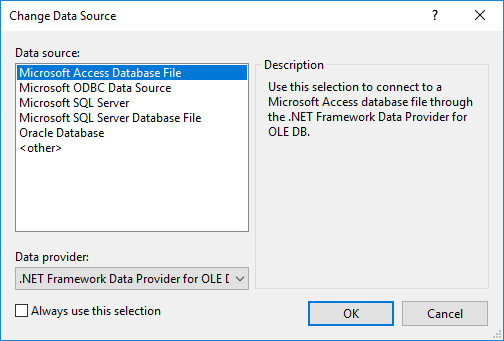 Change Data Source
?
Data source:
Microsoft Access Database File
Microsoft ODBC Data Source
Microsoft SQL Server
Microsoft SQL Server Database File
Oracle Database
<other>
Description
Use this selection to connect to a
Microsoft Access database file through
the .NET Framework Data Provider for
OLE DB.
Data provider:
.NET Framework Data Provider for OLE
Always use this selection
OK
Cancel